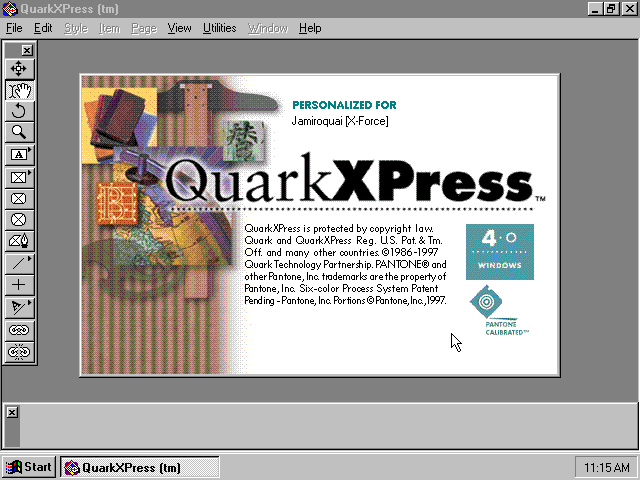 QuarkXPress (tm)
File Edit Style Item Page View Utilities Window Help
PERSONALIZED FOR
Jamiroquai [X-Force]
QuarkXPress™
QuarkXPress is protected by copyright law.
Quark and QuarkXPress Reg. U.S. Pat. & Tm.
Off. and many other countries. ©1986-1997
Quark Technology Partnership. PANTONE® and
other Pantone, Inc. trademarks are the property of
Pantone, Inc. Six-color Process System Patent
Pending - Pantone, Inc. Portions © Pantone, Inc.,1997.
4.0
WINDOWS
PANTONE
CALIBRATED™
A
B
Start QuarkXPress (tm) 11:15 AM